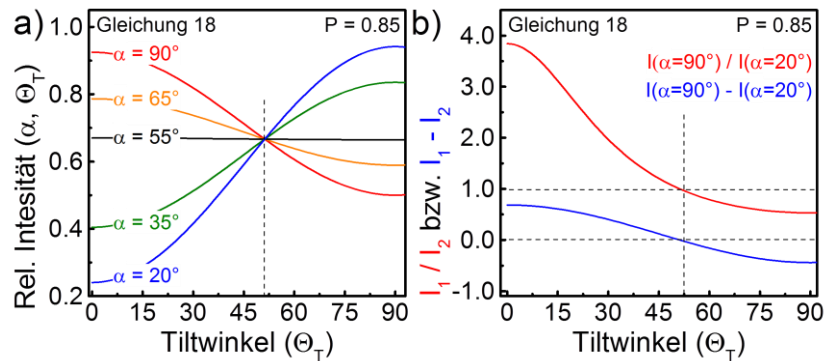 a) Gleichung 18 P = 0.85
Rel. Intesität (α, Θ_T)
1.0
0.8
0.6
0.4
0.2
α = 90°
α = 65°
α = 55°
α = 35°
α = 20°
0 15 30 45 60 75 90
Tiltwinkel (Θ_T)
b) Gleichung 18 P = 0.85
I_1 / I_2 bzw. I_1 - I_2
4.0
3.0
2.0
1.0
0.0
-1.0
I(α=90°) / I(α=20°)
I(α=90°) - I(α=20°)
0 15 30 45 60 75 90
Tiltwinkel (Θ_T)